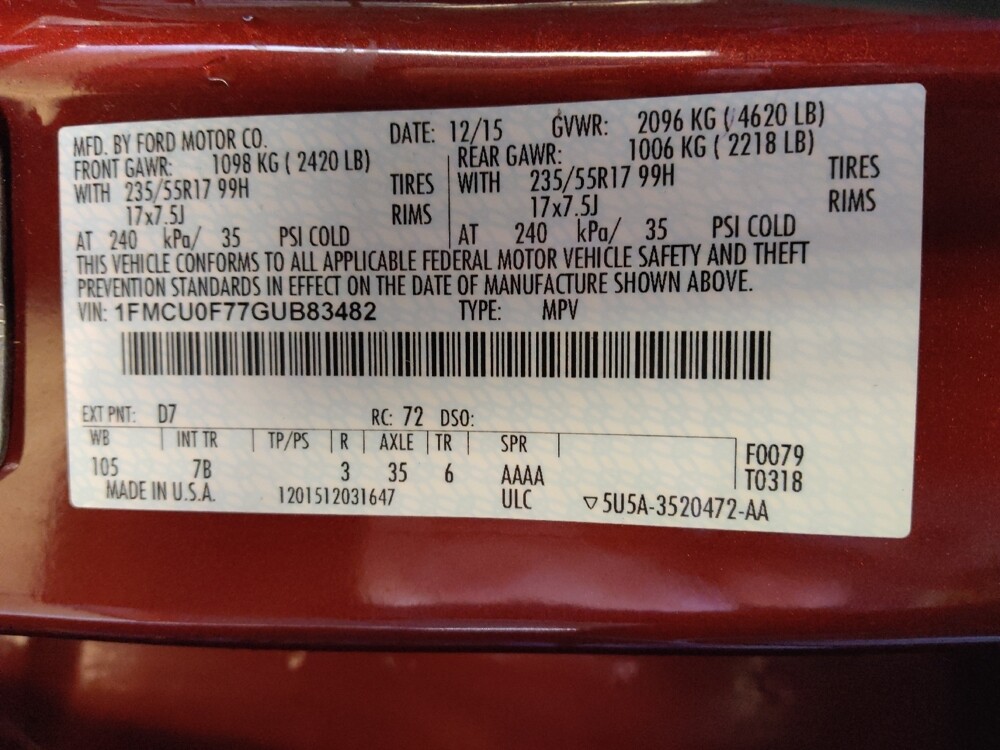 MFD. BY FORD MOTOR CO. DATE: 12/15 GVWR: 2096 KG ( 4620 LB)
FRONT GAWR: 1098 KG ( 2420 LB) REAR GAWR: 1006 KG ( 2218 LB)
WITH 235/55R17 99H TIRES WITH 235/55R17 99H TIRES
17x7.5J RIMS 17x7.5J RIMS
AT 240 kPa/ 35 PSI COLD AT 240 kPa/ 35 PSI COLD
THIS VEHICLE CONFORMS TO ALL APPLICABLE FEDERAL MOTOR VEHICLE SAFETY AND THEFT
PREVENTION STANDARDS IN EFFECT ON THE DATE OF MANUFACTURE SHOWN ABOVE.
VIN: 1FMCU0F77GUB83482 TYPE: MPV
EXT PNT: D7 RC: 72 DSO:
WB INT TR TP/PS R AXLE TR SPR F0079
105 7B 3 35 6 AAAA T0318
MADE IN U.S.A. 1201512031647 ULC ▽5U5A-3520472-AA